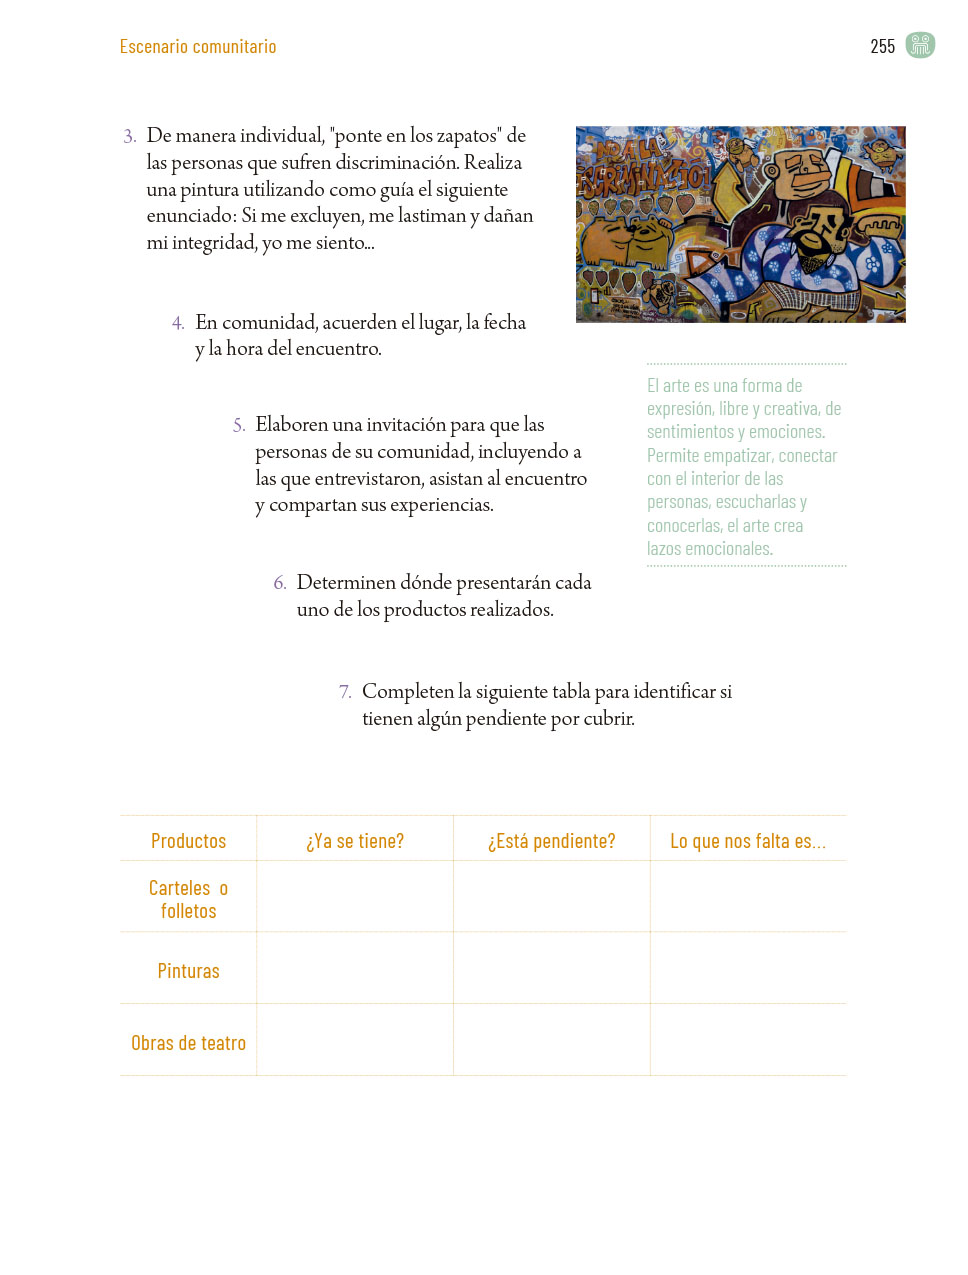 Escenario comunitario
255
3. De manera individual, "ponte en los zapatos" de
las personas que sufren discriminación. Realiza
una pintura utilizando como guía el siguiente
enunciado: Si me excluyen, me lastiman y dañan
mi integridad, yo me siento...
NO A LA
4. En comunidad, acuerden el lugar, la fecha
y la hora del encuentro.
El arte es una forma de
expresión, libre y creativa, de
sentimientos y emociones.
Permite empatizar, conectar
con el interior de las
personas, escucharlas y
conocerlas, el arte crea
lazos emocionales.
5. Elaboren una invitación para que las
personas de su comunidad, incluyendo a
las que entrevistaron, asistan al encuentro
y compartan sus experiencias.
6. Determinen dónde presentarán cada
uno de los productos realizados.
7. Completen la siguiente tabla para identificar si
tienen algún pendiente por cubrir.
Productos ¿Ya se tiene? ¿Está pendiente? Lo que nos falta es...
Carteles o
folletos
Pinturas
Obras de teatro